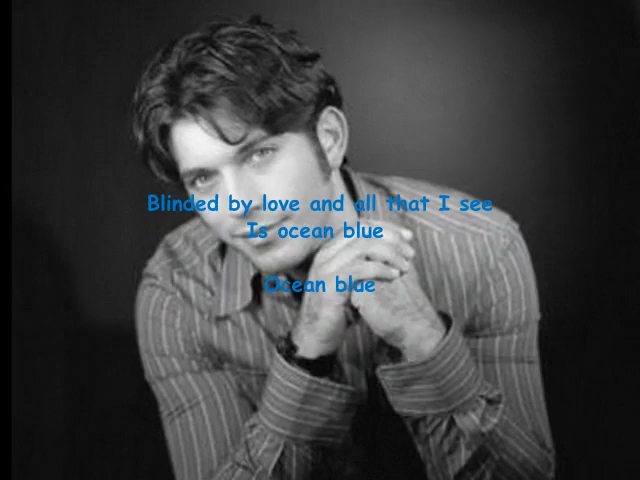 Blinded by love and all that I see
Is ocean blue
Ocean blue